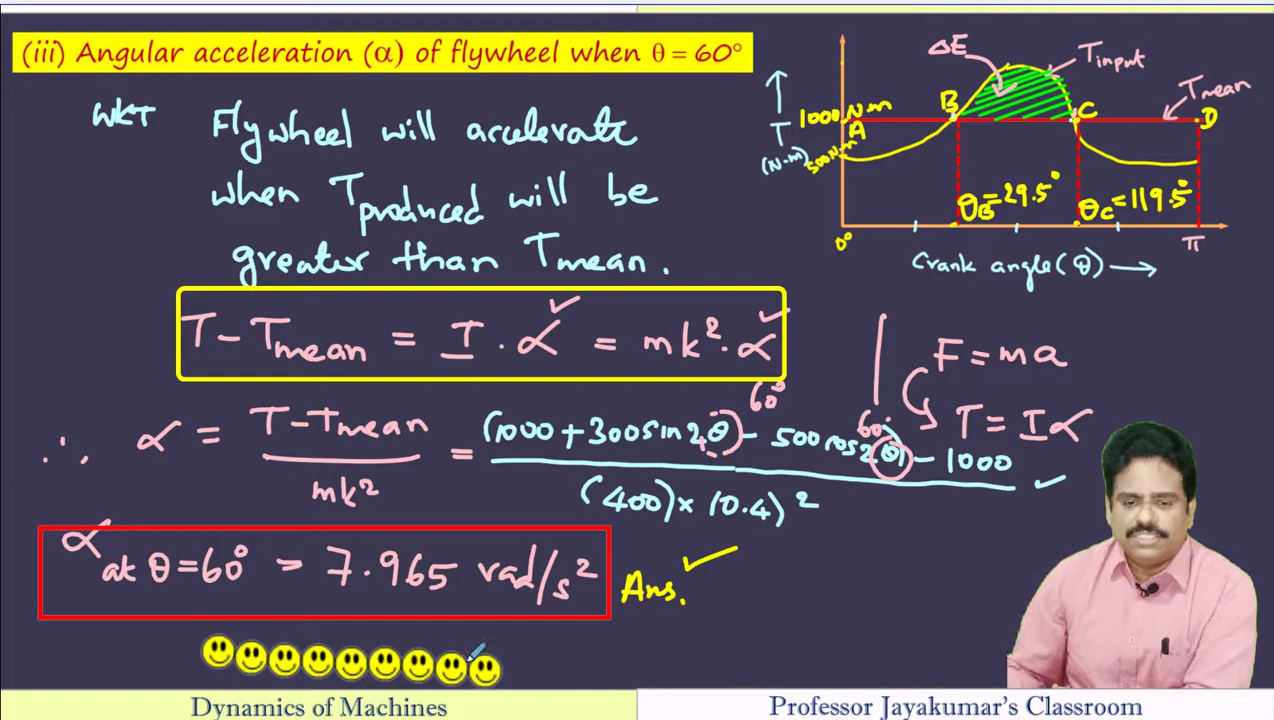 (iii) Angular acceleration (α) of flywheel when θ = 60°
WKT Flywheel will accelerate
when Tproduced will be
greater than Tmean.
T - Tmean = I . α = mk² . α
∴ α = T - Tmean / mk² = (1000 + 300 sin 2θ) - 500 cos 2θ) - 1000 / (400) × (0.4)²
60°
60°
α at θ = 60° = 7.965 rad/s² Ans.
F = ma
T = Iα
ΔE
Tinput
Tmean
B
C
1000 N.m
A
D
T
(N-m)
500 N.m
θB = 29.5°
θC = 119.5°
0°
π
Crank angle (θ) →
Dynamics of Machines
Professor Jayakumar's Classroom